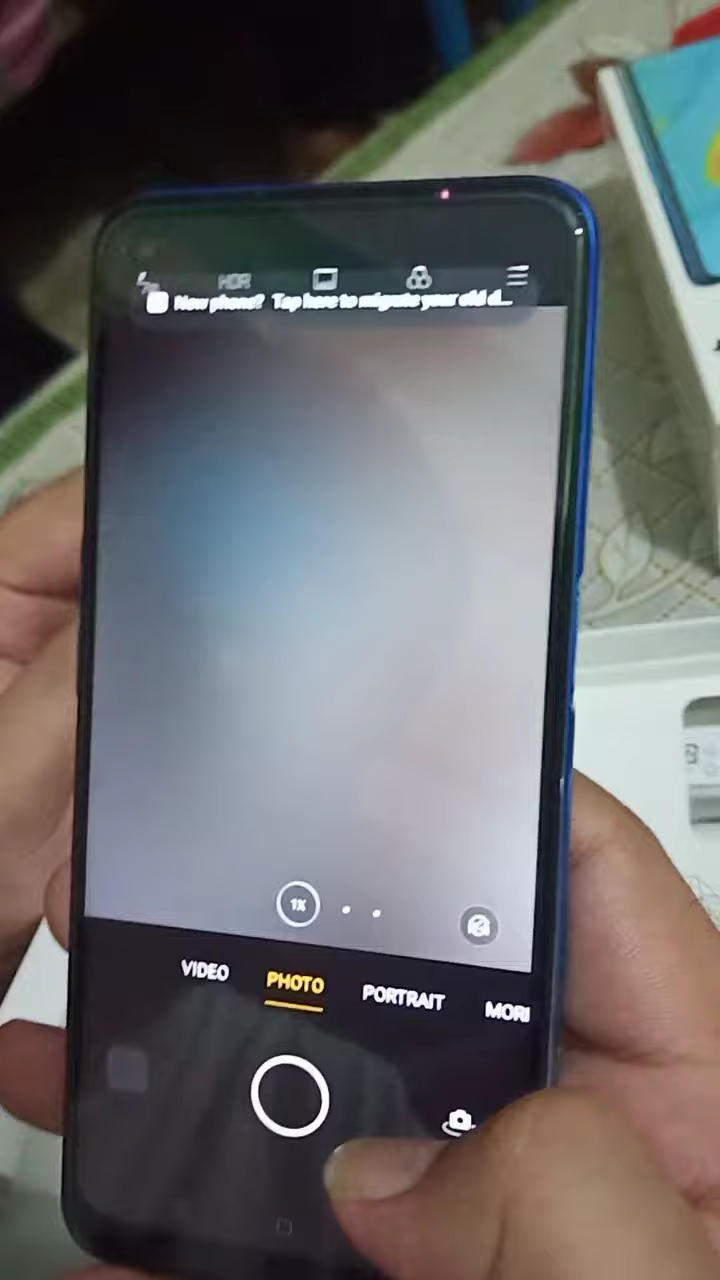 HDR
New phone? Tap here to migrate your old d...
1X
VIDEO PHOTO PORTRAIT MORE